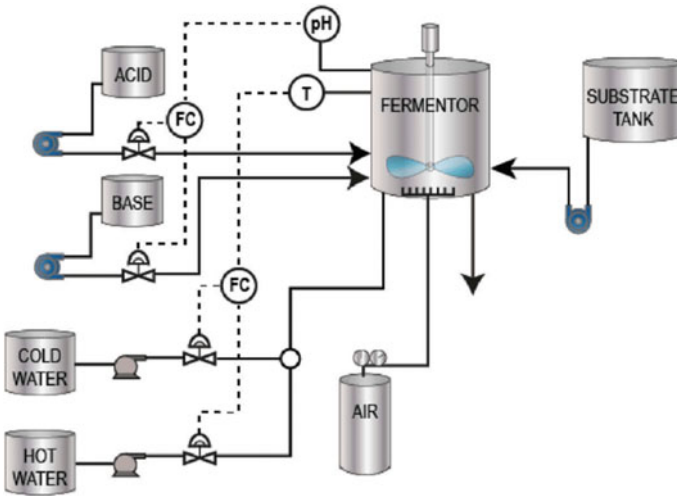 pH
ACID
T
FERMENTOR
SUBSTRATE
TANK
FC
BASE
FC
COLD
WATER
AIR
HOT
WATER